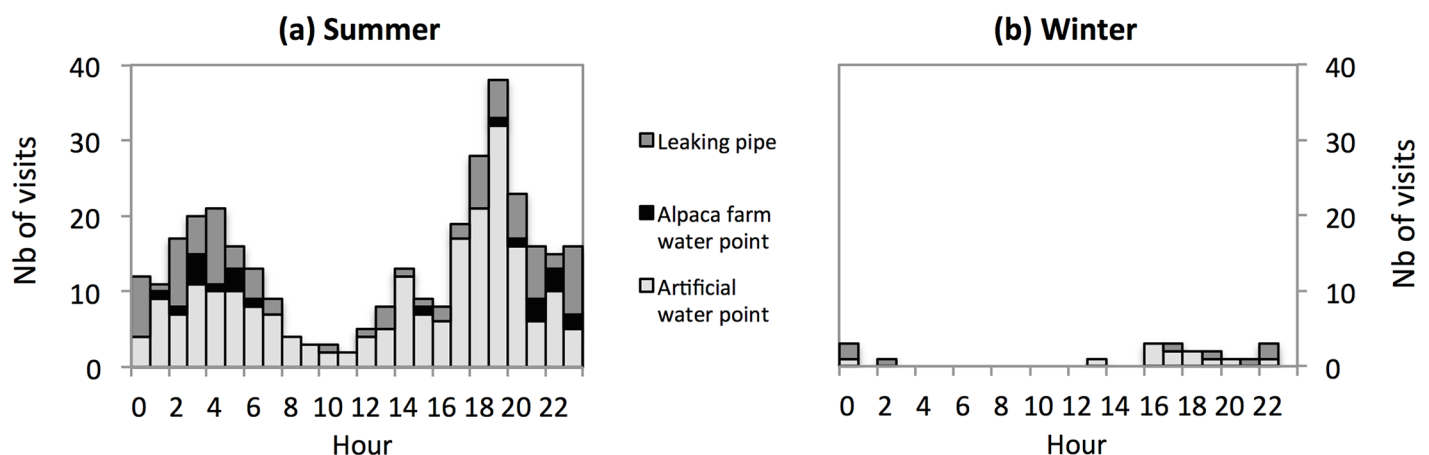 (a) Summer
Nb of visits
40
30
20
10
0
0 2 4 6 8 10 12 14 16 18 20 22
Hour
Leaking pipe
Alpaca farm
water point
Artificial
water point
(b) Winter
40
30
20
10
0
Nb of visits
0 2 4 6 8 10 12 14 16 18 20 22
Hour